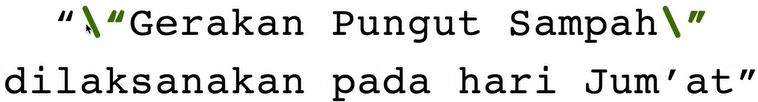 “\“Gerakan Pungut Sampah\”
dilaksanakan pada hari Jum’at”